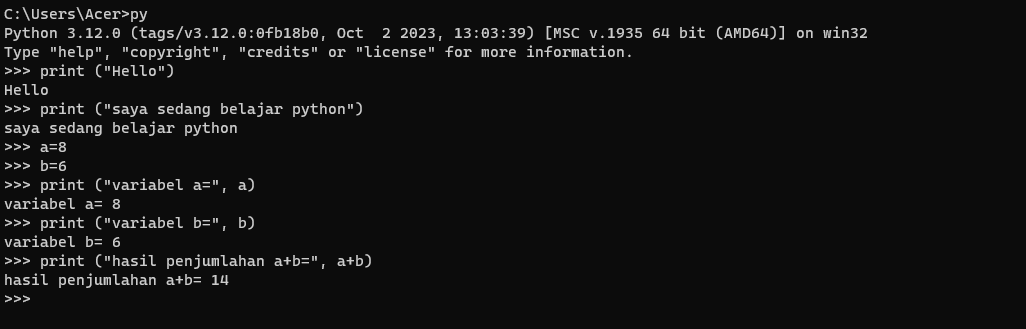 C:\Users\Acer>py
Python 3.12.0 (tags/v3.12.0:0fb18b0, Oct  2 2023, 13:03:39) [MSC v.1935 64 bit (AMD64)] on win32
Type "help", "copyright", "credits" or "license" for more information.
>>> print ("Hello")
Hello
>>> print ("saya sedang belajar python")
saya sedang belajar python
>>> a=8
>>> b=6
>>> print ("variabel a=", a)
variabel a= 8
>>> print ("variabel b=", b)
variabel b= 6
>>> print ("hasil penjumlahan a+b=", a+b)
hasil penjumlahan a+b= 14
>>>